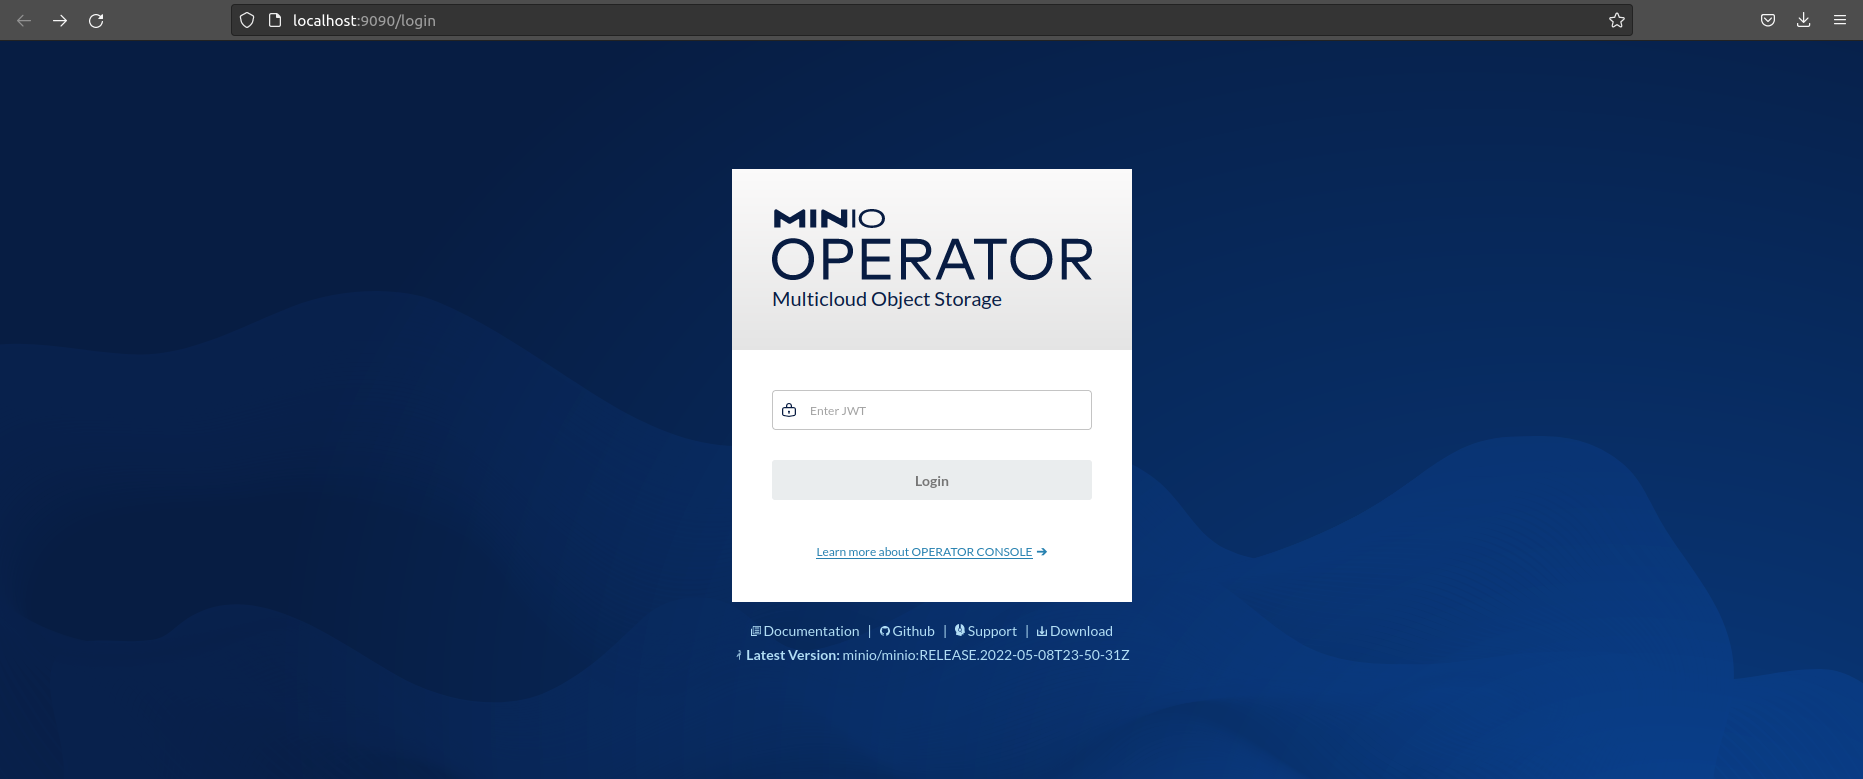 localhost:9090/login
MINIO
OPERATOR
Multicloud Object Storage
Enter JWT
Login
Learn more about OPERATOR CONSOLE ➔
Documentation | Github | Support | Download
Latest Version: minio/minio:RELEASE.2022-05-08T23-50-31Z